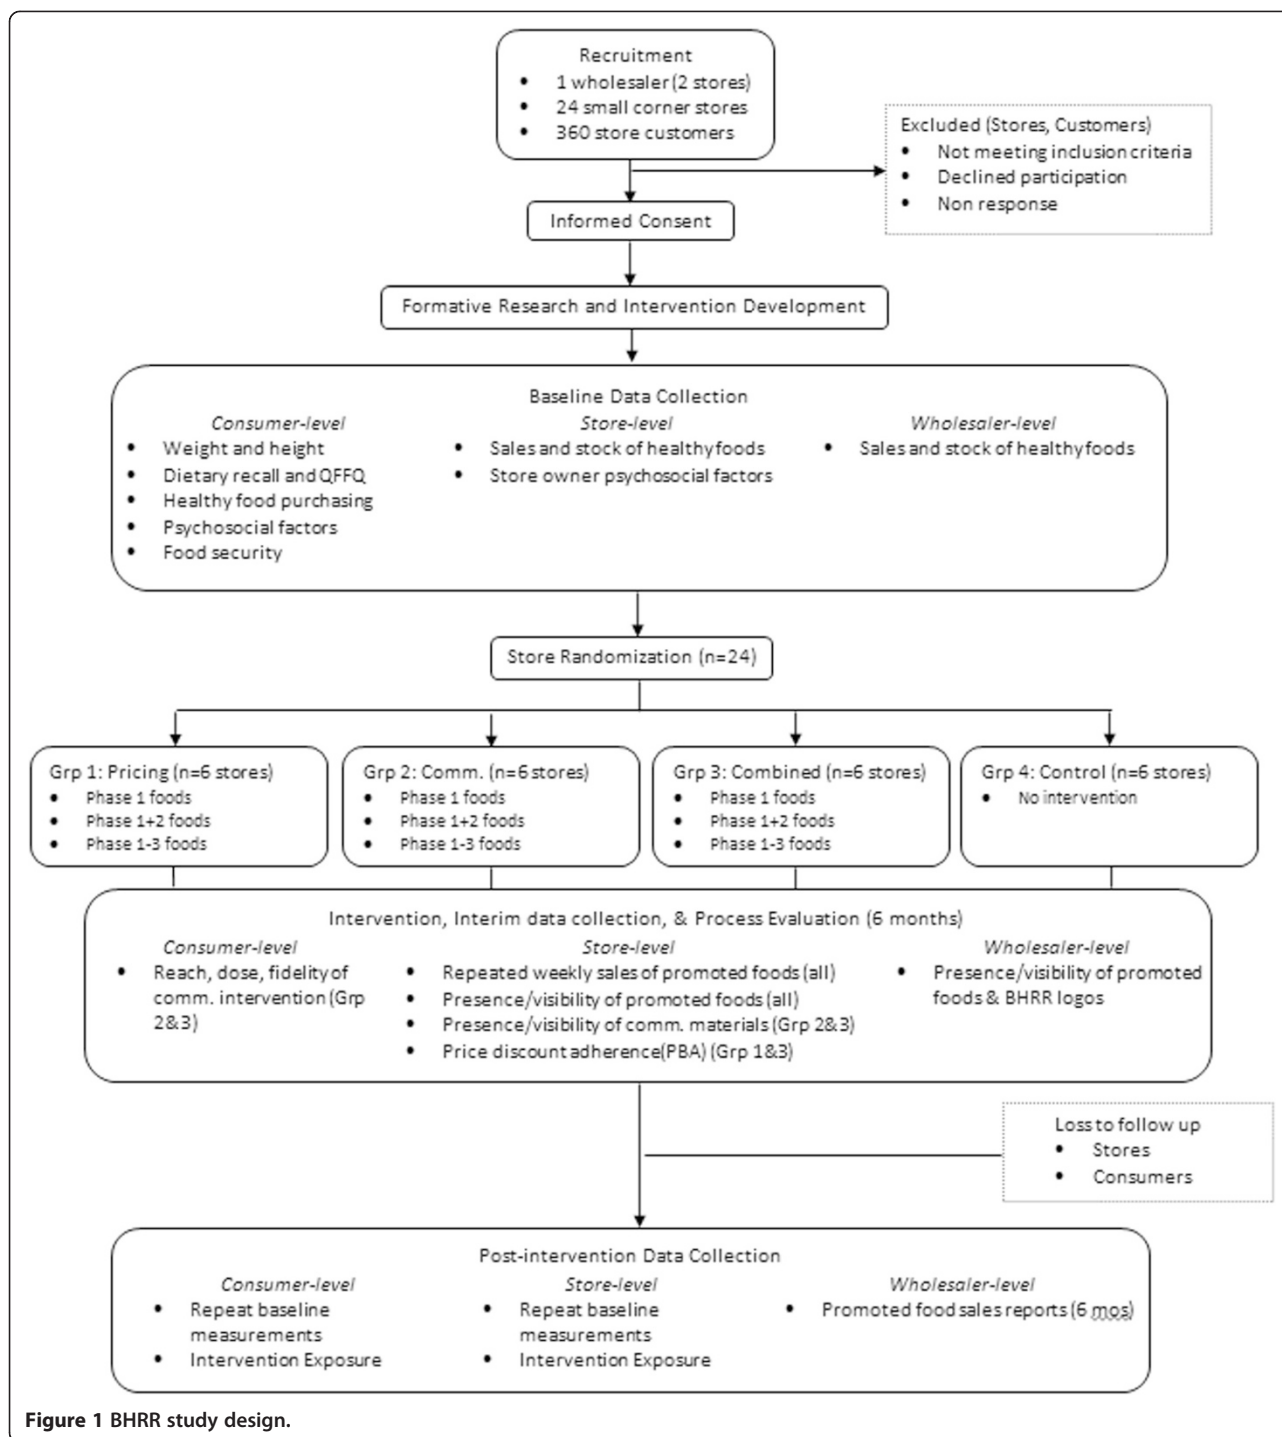 Recruitment
• 1 wholesaler (2 stores)
• 24 small corner stores
• 360 store customers
Excluded (Stores, Customers)
• Not meeting inclusion criteria
• Declined participation
• Non response
Informed Consent
Formative Research and Intervention Development
Baseline Data Collection
Consumer-level
• Weight and height
• Dietary recall and QFFQ
• Healthy food purchasing
• Psychosocial factors
• Food security
Store-level
• Sales and stock of healthy foods
• Store owner psychosocial factors
Wholesaler-level
• Sales and stock of healthy foods
Store Randomization (n=24)
Grp 1: Pricing (n=6 stores)
• Phase 1 foods
• Phase 1+2 foods
• Phase 1-3 foods
Grp 2: Comm. (n=6 stores)
• Phase 1 foods
• Phase 1+2 foods
• Phase 1-3 foods
Grp 3: Combined (n=6 stores)
• Phase 1 foods
• Phase 1+2 foods
• Phase 1-3 foods
Grp 4: Control (n=6 stores)
• No intervention
Intervention, Interim data collection, & Process Evaluation (6 months)
Consumer-level
• Reach, dose, fidelity of
comm. intervention (Grp
2&3)
Store-level
• Repeated weekly sales of promoted foods (all)
• Presence/visibility of promoted foods (all)
• Presence/visibility of comm. materials (Grp 2&3)
• Price discount adherence(PBA) (Grp 1&3)
Wholesaler-level
• Presence/visibility of promoted
foods & BHRR logos
Loss to follow up
• Stores
• Consumers
Post-intervention Data Collection
Consumer-level
• Repeat baseline
measurements
• Intervention Exposure
Store-level
• Repeat baseline
measurements
• Intervention Exposure
Wholesaler-level
• Promoted food sales reports (6 mos)
Figure 1 BHRR study design.